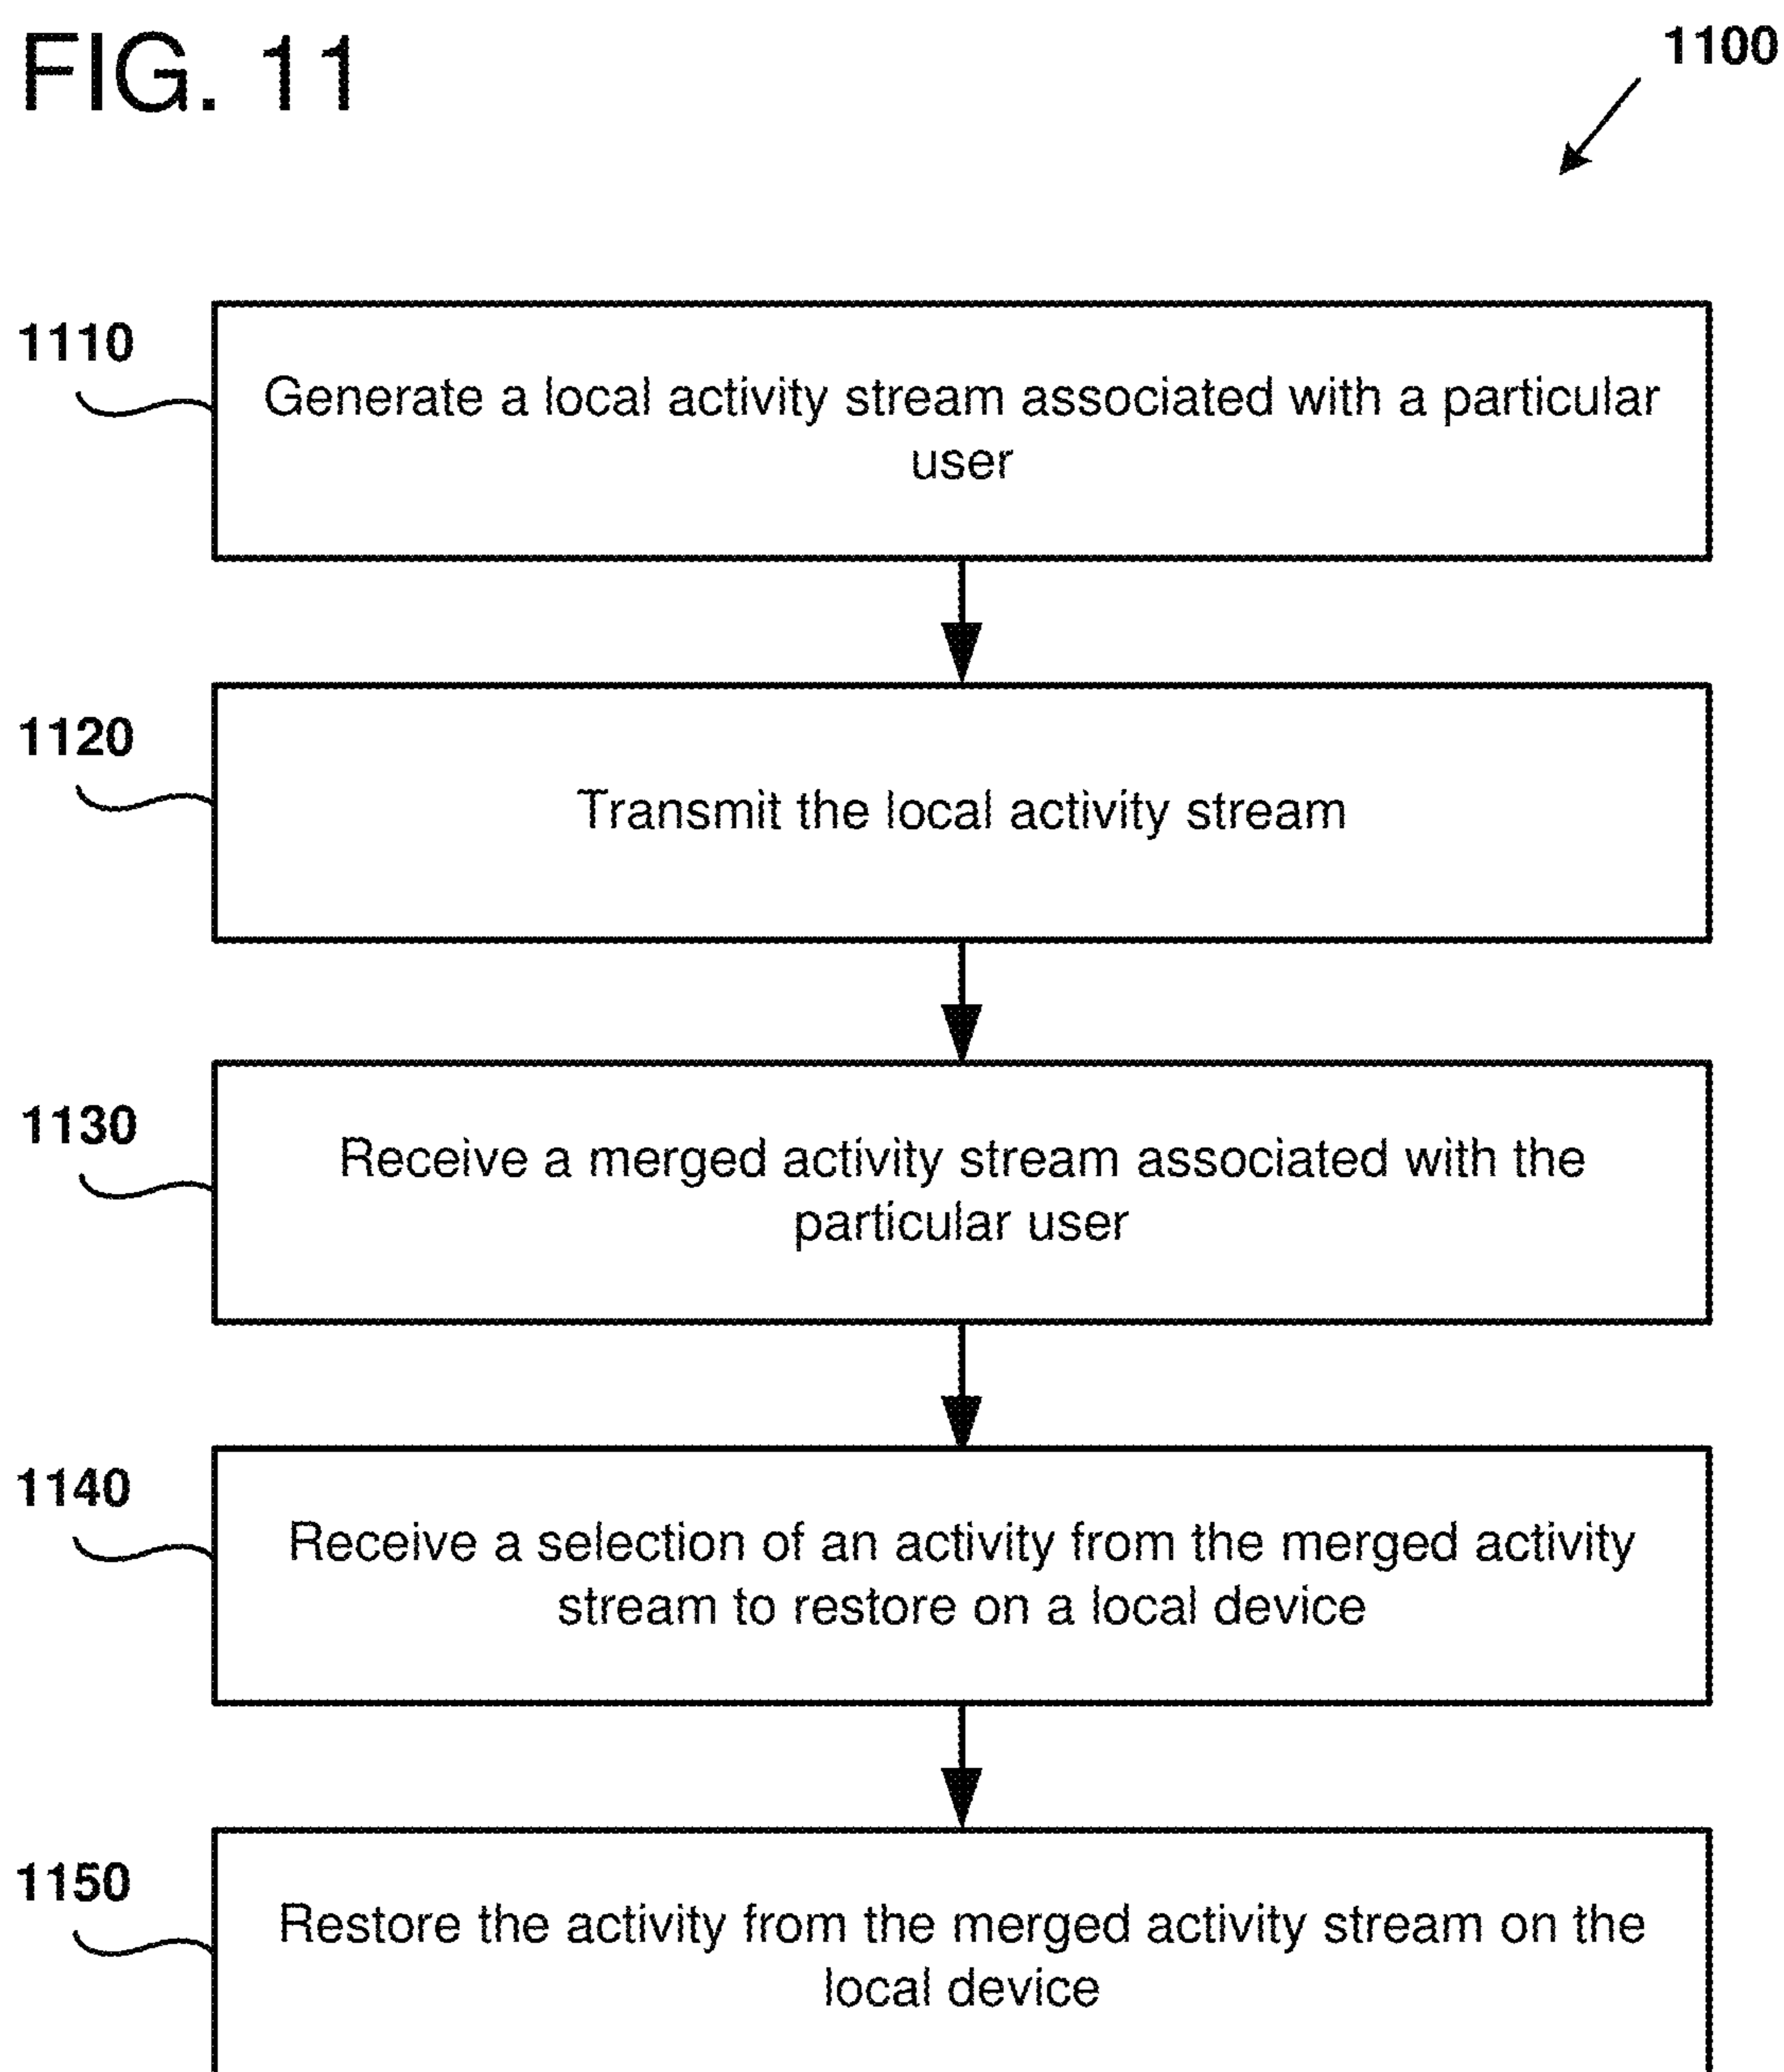 FIG. 11
1100
1110
Generate a local activity stream associated with a particular
user
1120
Transmit the local activity stream
1130
Receive a merged activity stream associated with the
particular user
1140
Receive a selection of an activity from the merged activity
stream to restore on a local device
1150
Restore the activity from the merged activity stream on the
local device